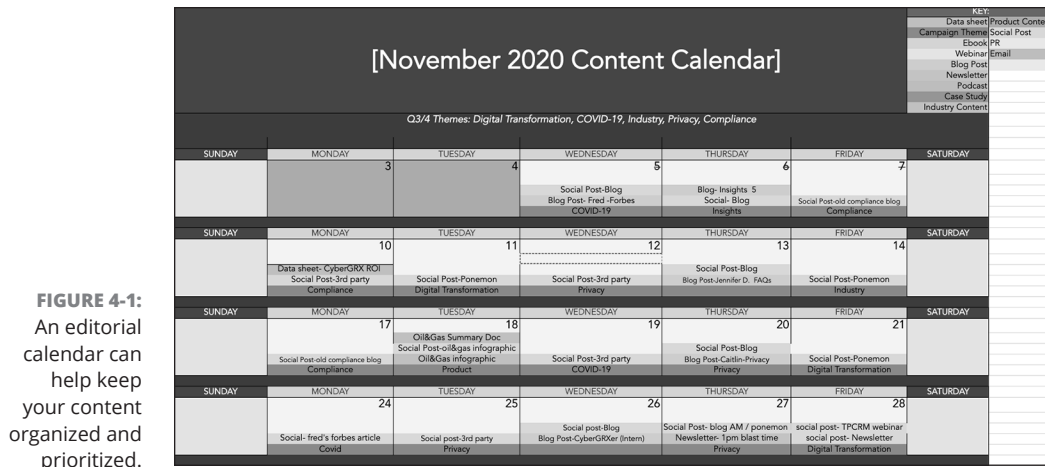 KEY:
Data sheet Product Conte
Campaign Theme Social Post
Ebook PR
Webinar Email
Blog Post
Newsletter
Podcast
Case Study
Industry Content
[November 2020 Content Calendar]
Q3/4 Themes: Digital Transformation, COVID-19, Industry, Privacy, Compliance
SUNDAY MONDAY TUESDAY WEDNESDAY THURSDAY FRIDAY SATURDAY
3 4 5 6 7
Social Post-Blog Blog- Insights 5
Blog Post- Fred -Forbes Social- Blog Social Post-old compliance blog
COVID-19 Insights Compliance
SUNDAY MONDAY TUESDAY WEDNESDAY THURSDAY FRIDAY SATURDAY
10 11 12 13 14
Data sheet- CyberGRX ROI Social Post-Blog
Social Post-3rd party Social Post-Ponemon Social Post-3rd party Blog Post-Jennifer D. FAQs Social Post-Ponemon
Compliance Digital Transformation Privacy Industry
SUNDAY MONDAY TUESDAY WEDNESDAY THURSDAY FRIDAY SATURDAY
17 18 19 20 21
Oil&Gas Summary Doc
Social Post-oil&gas infographic Social Post-Blog
Social Post-old compliance blog Oil&Gas infographic Social Post-3rd party Blog Post-Caitlin-Privacy Social Post-Ponemon
Compliance Product COVID-19 Privacy Digital Transformation
SUNDAY MONDAY TUESDAY WEDNESDAY THURSDAY FRIDAY SATURDAY
24 25 26 27 28
Social post-Blog Social Post- blog AM / ponemon social post- TPCRM webinar
Social- fred's forbes article Social post-3rd party Blog Post-CyberGRXer (Intern) Newsletter- 1pm blast time social post- Newsletter
Covid Privacy Privacy Digital Transformation
FIGURE 4-1:
An editorial
calendar can
help keep
your content
organized and
prioritized.